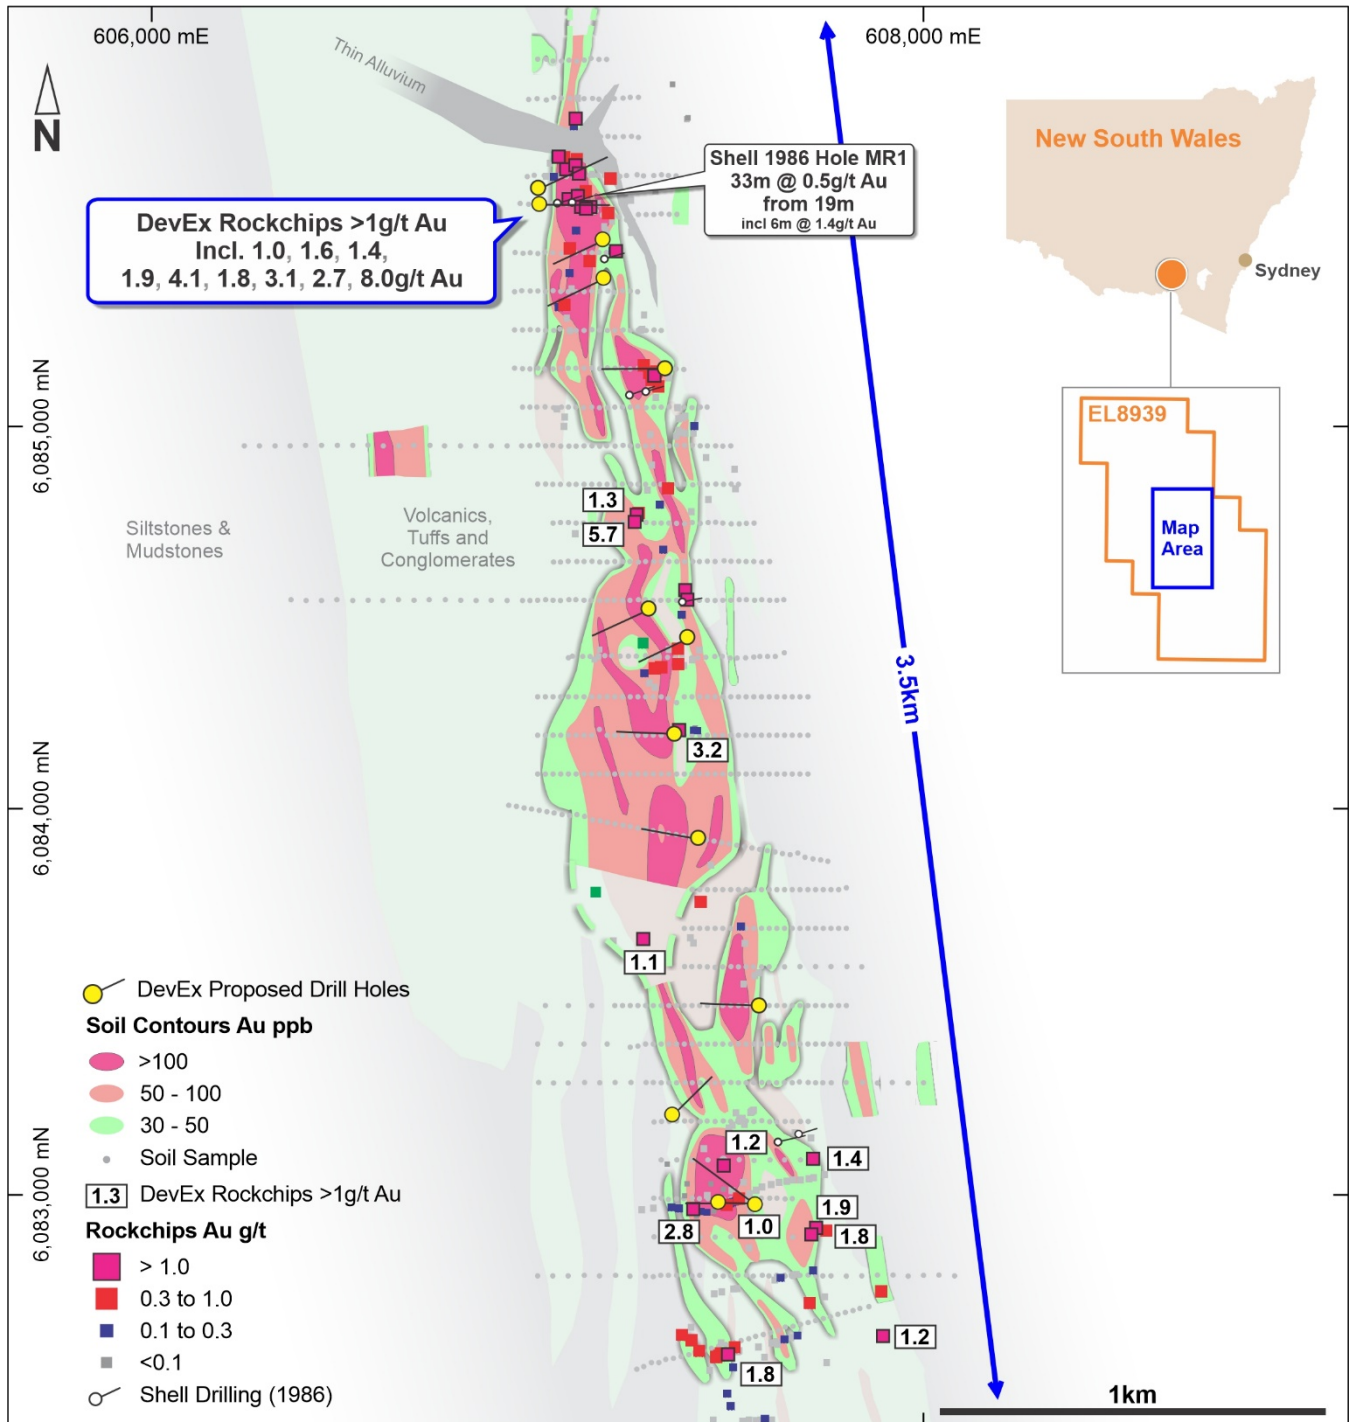 606,000 mE
608,000 mE
Thin Alluvium
N
New South Wales
Sydney
Shell 1986 Hole MR1
33m @ 0.5g/t Au
from 19m
incl 6m @ 1.4g/t Au
DevEx Rockchips >1g/t Au
Incl. 1.0, 1.6, 1.4,
1.9, 4.1, 1.8, 3.1, 2.7, 8.0g/t Au
6,085,000 mN
EL8939
Map
Area
1.3
5.7
Siltstones &
Mudstones
Volcanics,
Tuffs and
Conglomerates
3.5km
3.2
6,084,000 mN
1.1
DevEx Proposed Drill Holes
Soil Contours Au ppb
>100
50 - 100
30 - 50
Soil Sample
1.3 DevEx Rockchips >1g/t Au
Rockchips Au g/t
> 1.0
0.3 to 1.0
0.1 to 0.3
<0.1
Shell Drilling (1986)
6,083,000 mN
1.2
1.4
1.9
1.0
2.8
1.8
1.2
1.8
1km